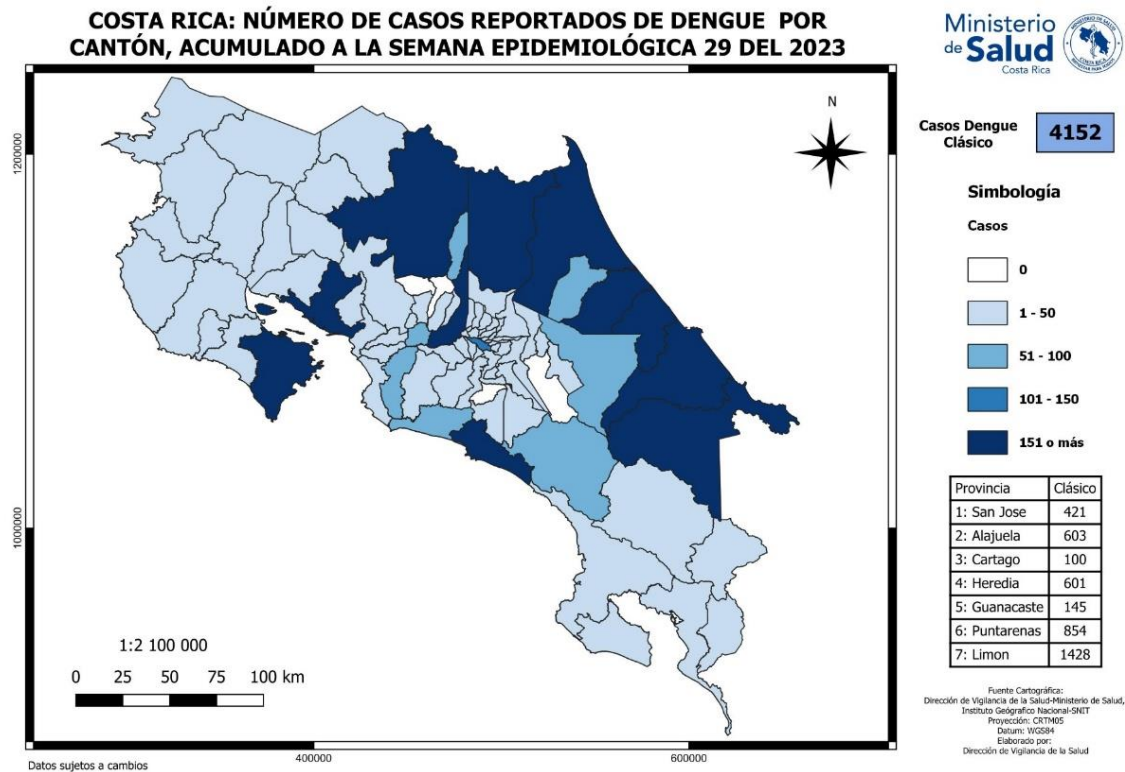 COSTA RICA: NÚMERO DE CASOS REPORTADOS DE DENGUE POR
CANTÓN, ACUMULADO A LA SEMANA EPIDEMIOLÓGICA 29 DEL 2023
Ministerio
de Salud
Costa Rica
COSTA RICA
Casos Dengue
Clásico
4152
N
1200000
1000000
Simbología
Casos
0
1 - 50
51 - 100
101 - 150
151 o más
Provincia Clásico
1: San Jose 421
2: Alajuela 603
3: Cartago 100
4: Heredia 601
5: Guanacaste 145
6: Puntarenas 854
7: Limon 1428
1:2 100 000
0 25 50 75 100 km
Fuente Cartográfica:
Dirección de Vigilancia de la Salud-Ministerio de Salud,
Instituto Geógrafico Nacional-SNIT
Proyección: CRTM05
Datum: WGS84
Elaborado por:
Dirección de Vigilancia de la Salud
400000
600000
Datos sujetos a cambios